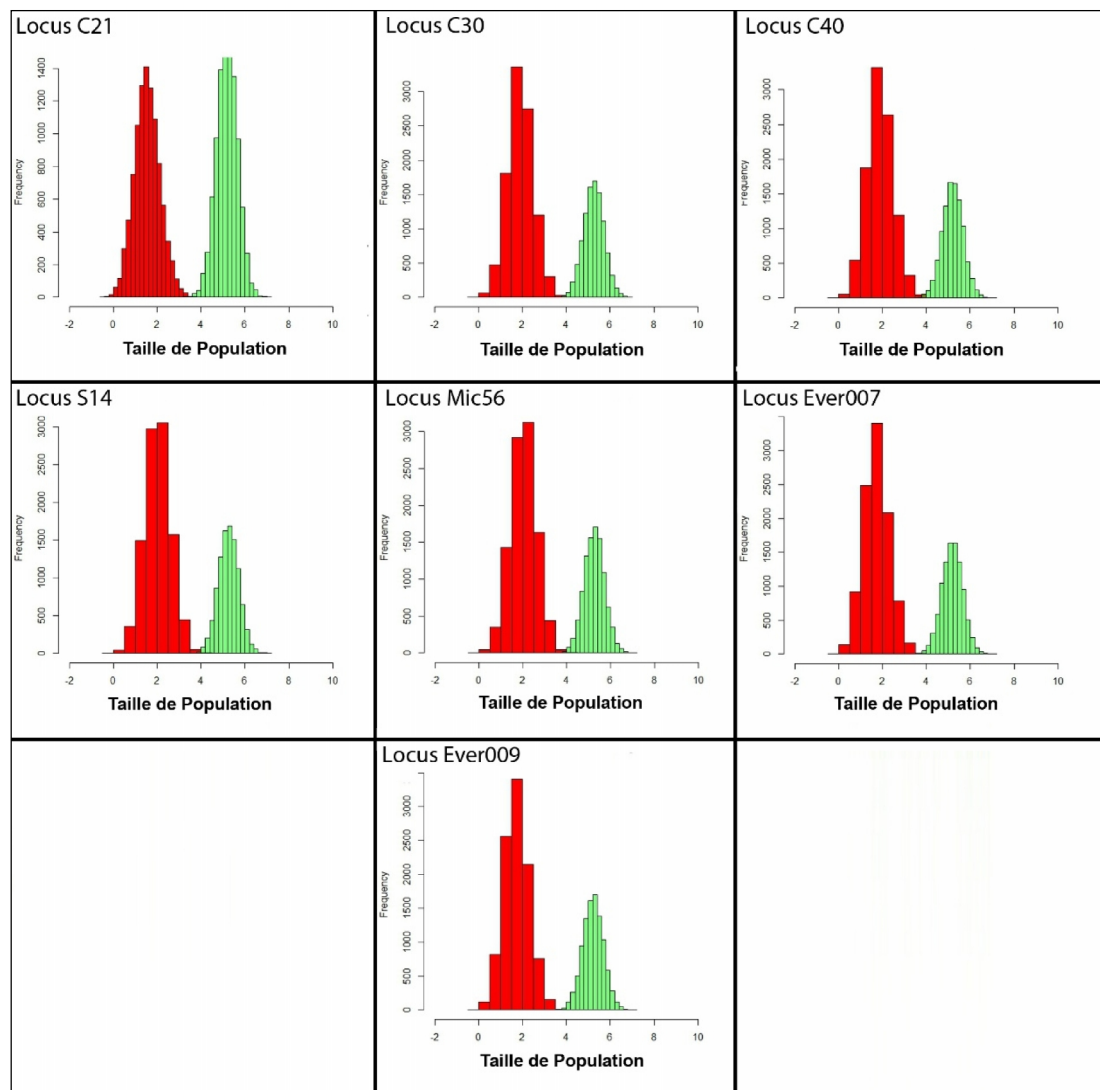 Locus C21
Frequency
0 200 400 600 800 1000 1200 1400
-2 0 2 4 6 8 10
Taille de Population
Locus C30
Frequency
0 500 1000 1500 2000 2500 3000
-2 0 2 4 6 8 10
Taille de Population
Locus C40
Frequency
0 500 1000 1500 2000 2500 3000
-2 0 2 4 6 8 10
Taille de Population
Locus S14
Frequency
0 500 1000 1500 2000 2500 3000
-2 0 2 4 6 8 10
Taille de Population
Locus Mic56
Frequency
0 500 1000 1500 2000 2500 3000
-2 0 2 4 6 8 10
Taille de Population
Locus Ever007
Frequency
0 500 1000 1500 2000 2500 3000
-2 0 2 4 6 8 10
Taille de Population
Locus Ever009
Frequency
0 500 1000 1500 2000 2500 3000
-2 0 2 4 6 8 10
Taille de Population